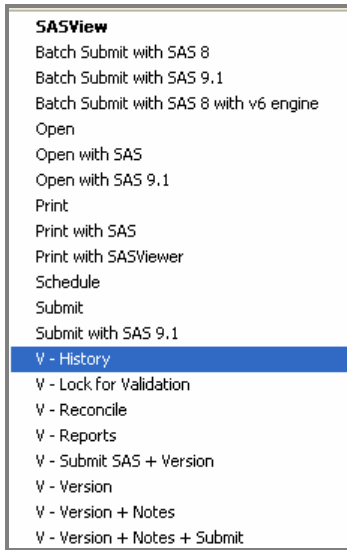 SASView
Batch Submit with SAS 8
Batch Submit with SAS 9.1
Batch Submit with SAS 8 with v6 engine
Open
Open with SAS
Open with SAS 9.1
Print
Print with SAS
Print with SASViewer
Schedule
Submit
Submit with SAS 9.1
V - History
V - Lock for Validation
V - Reconcile
V - Reports
V - Submit SAS + Version
V - Version
V - Version + Notes
V - Version + Notes + Submit